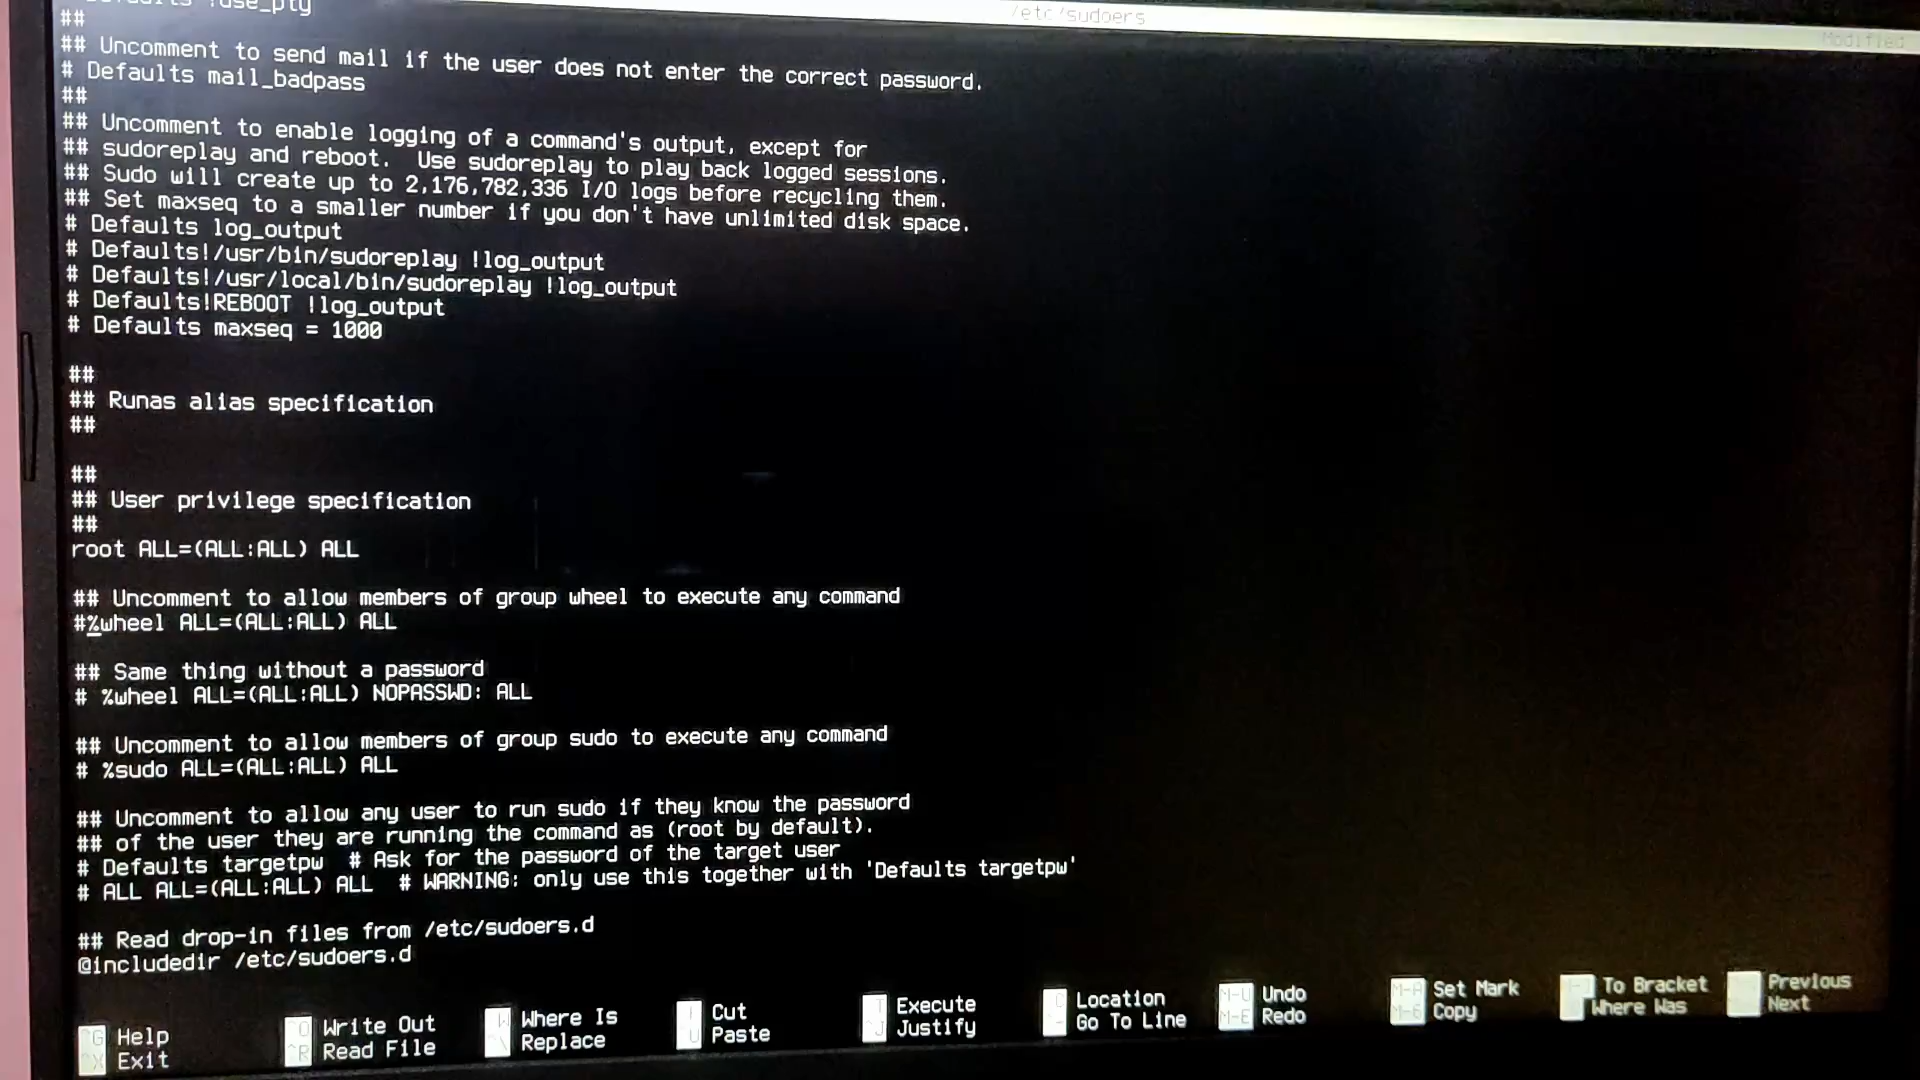 /etc/sudoers
Modified
!use_pty
##
## Uncomment to send mail if the user does not enter the correct password.
# Defaults mail_badpass
##
## Uncomment to enable logging of a command's output, except for
## sudoreplay and reboot.  Use sudoreplay to play back logged sessions.
## Sudo will create up to 2,176,782,336 I/O logs before recycling them.
## Set maxseq to a smaller number if you don't have unlimited disk space.
# Defaults log_output
# Defaults!/usr/bin/sudoreplay !log_output
# Defaults!/usr/local/bin/sudoreplay !log_output
# Defaults!REBOOT !log_output
# Defaults maxseq = 1000
##
## Runas alias specification
##
##
## User privilege specification
##
root ALL=(ALL:ALL) ALL
## Uncomment to allow members of group wheel to execute any command
#%wheel ALL=(ALL:ALL) ALL
## Same thing without a password
# %wheel ALL=(ALL:ALL) NOPASSWD: ALL
## Uncomment to allow members of group sudo to execute any command
# %sudo ALL=(ALL:ALL) ALL
## Uncomment to allow any user to run sudo if they know the password
## of the user they are running the command as (root by default).
# Defaults targetpw  # Ask for the password of the target user
# ALL ALL=(ALL:ALL) ALL  # WARNING: only use this together with 'Defaults targetpw'
## Read drop-in files from /etc/sudoers.d
@includedir /etc/sudoers.d
^G Help ^O Write Out ^W Where Is Cut ^T Execute ^C Location M-U Undo M-A Set Mark To Bracket Previous
^X Exit ^R Read File ^\ Replace ^U Paste ^J Justify Go To Line M-E Redo M-6 Copy Where Was Next